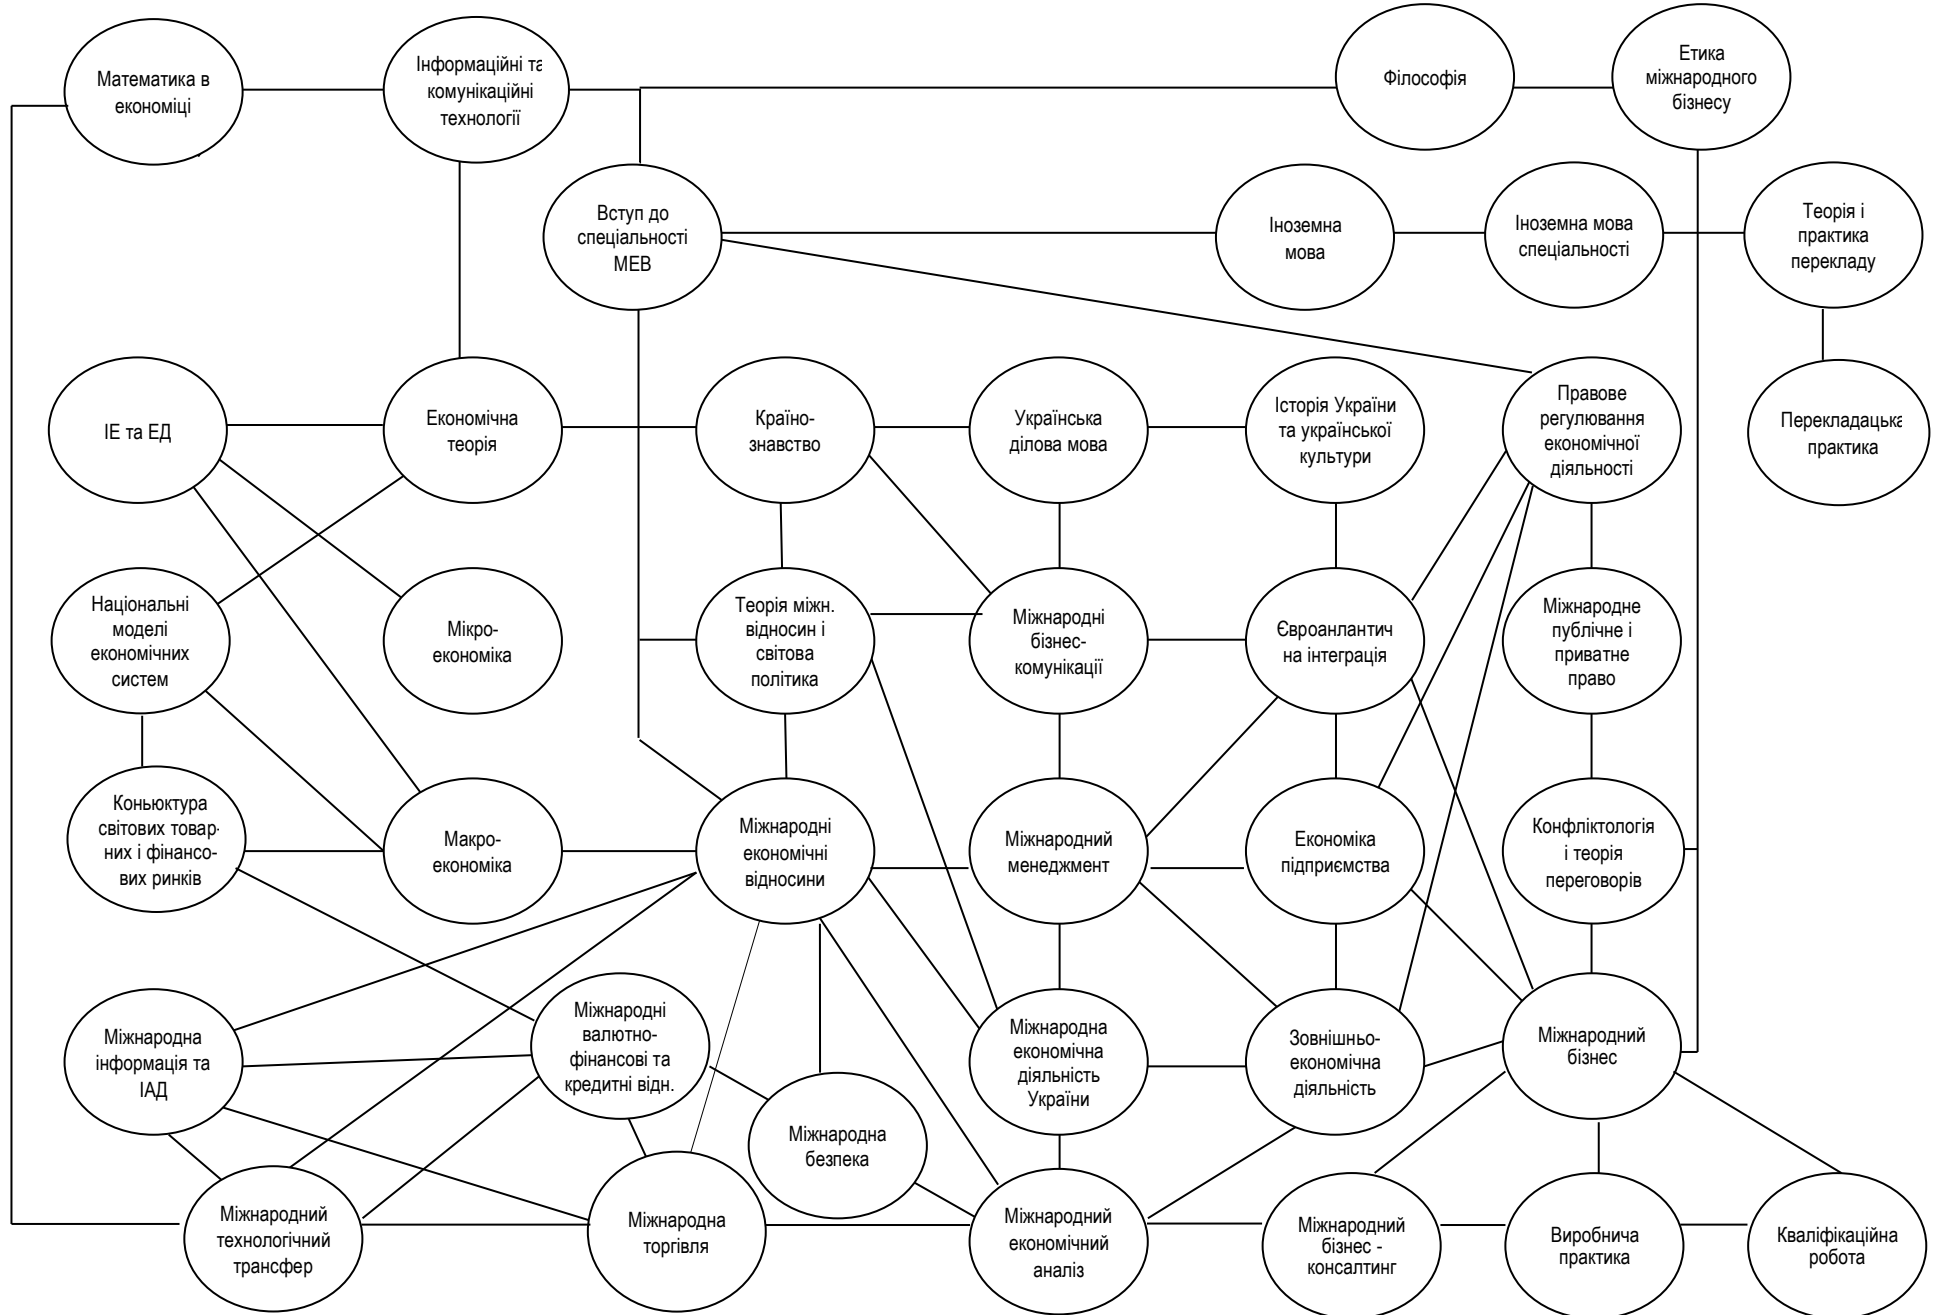 Математика в
економіці
Інформаційні та
комунікаційні
технології
Філософія
Етика
міжнародного
бізнесу
Вступ до
спеціальності
МЕВ
Іноземна
мова
Іноземна мова
спеціальності
Теорія і
практика
перекладу
ІЕ та ЕД
Економічна
теорія
Країно-
знавство
Українська
ділова мова
Історія України
та української
культури
Правове
регулювання
економічної
діяльності
Перекладацька
практика
Національні
моделі
економічних
систем
Мікро-
економіка
Теорія міжн.
відносин і
світова
політика
Міжнародні
бізнес-
комунікації
Євроанлантич
на інтеграція
Міжнародне
публічне і
приватне
право
Коньюктура
світових товар-
них і фінансо-
вих ринків
Макро-
економіка
Міжнародні
економічні
відносини
Міжнародний
менеджмент
Економіка
підприємства
Конфліктологія
і теорія
переговорів
Міжнародна
інформація та
ІАД
Міжнародні
валютно-
фінансові та
кредитні відн.
Міжнародна
безпека
Міжнародна
економічна
діяльність
України
Зовнішньо-
економічна
діяльність
Міжнародний
бізнес
Міжнародний
технологічний
трансфер
Міжнародна
торгівля
Міжнародний
економічний
аналіз
Міжнародний
бізнес -
консалтинг
Виробнича
практика
Кваліфікаційна
робота